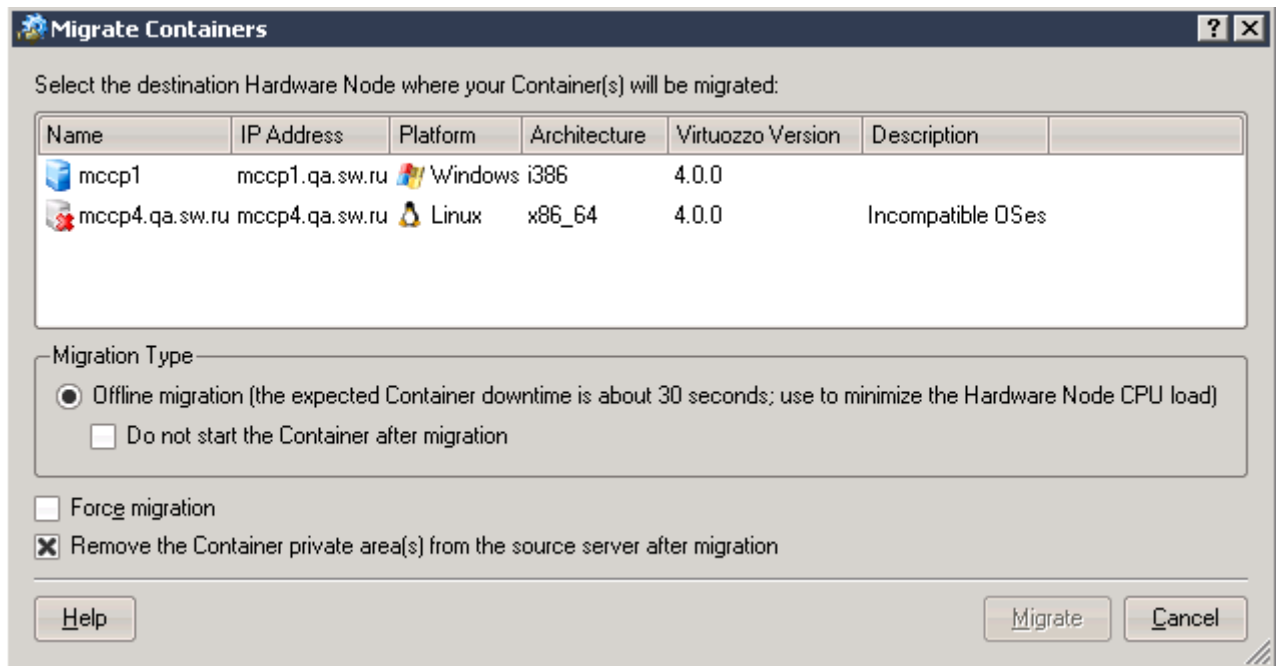 Migrate Containers
Select the destination Hardware Node where your Container(s) will be migrated:
Name IP Address Platform Architecture Virtuozzo Version Description
mccp1 mccp1.qa.sw.ru Windows i386 4.0.0
mccp4.qa.sw.ru mccp4.qa.sw.ru Linux x86_64 4.0.0 Incompatible OSes
Migration Type
Offline migration (the expected Container downtime is about 30 seconds; use to minimize the Hardware Node CPU load)
Do not start the Container after migration
Force migration
Remove the Container private area(s) from the source server after migration
Help Migrate Cancel